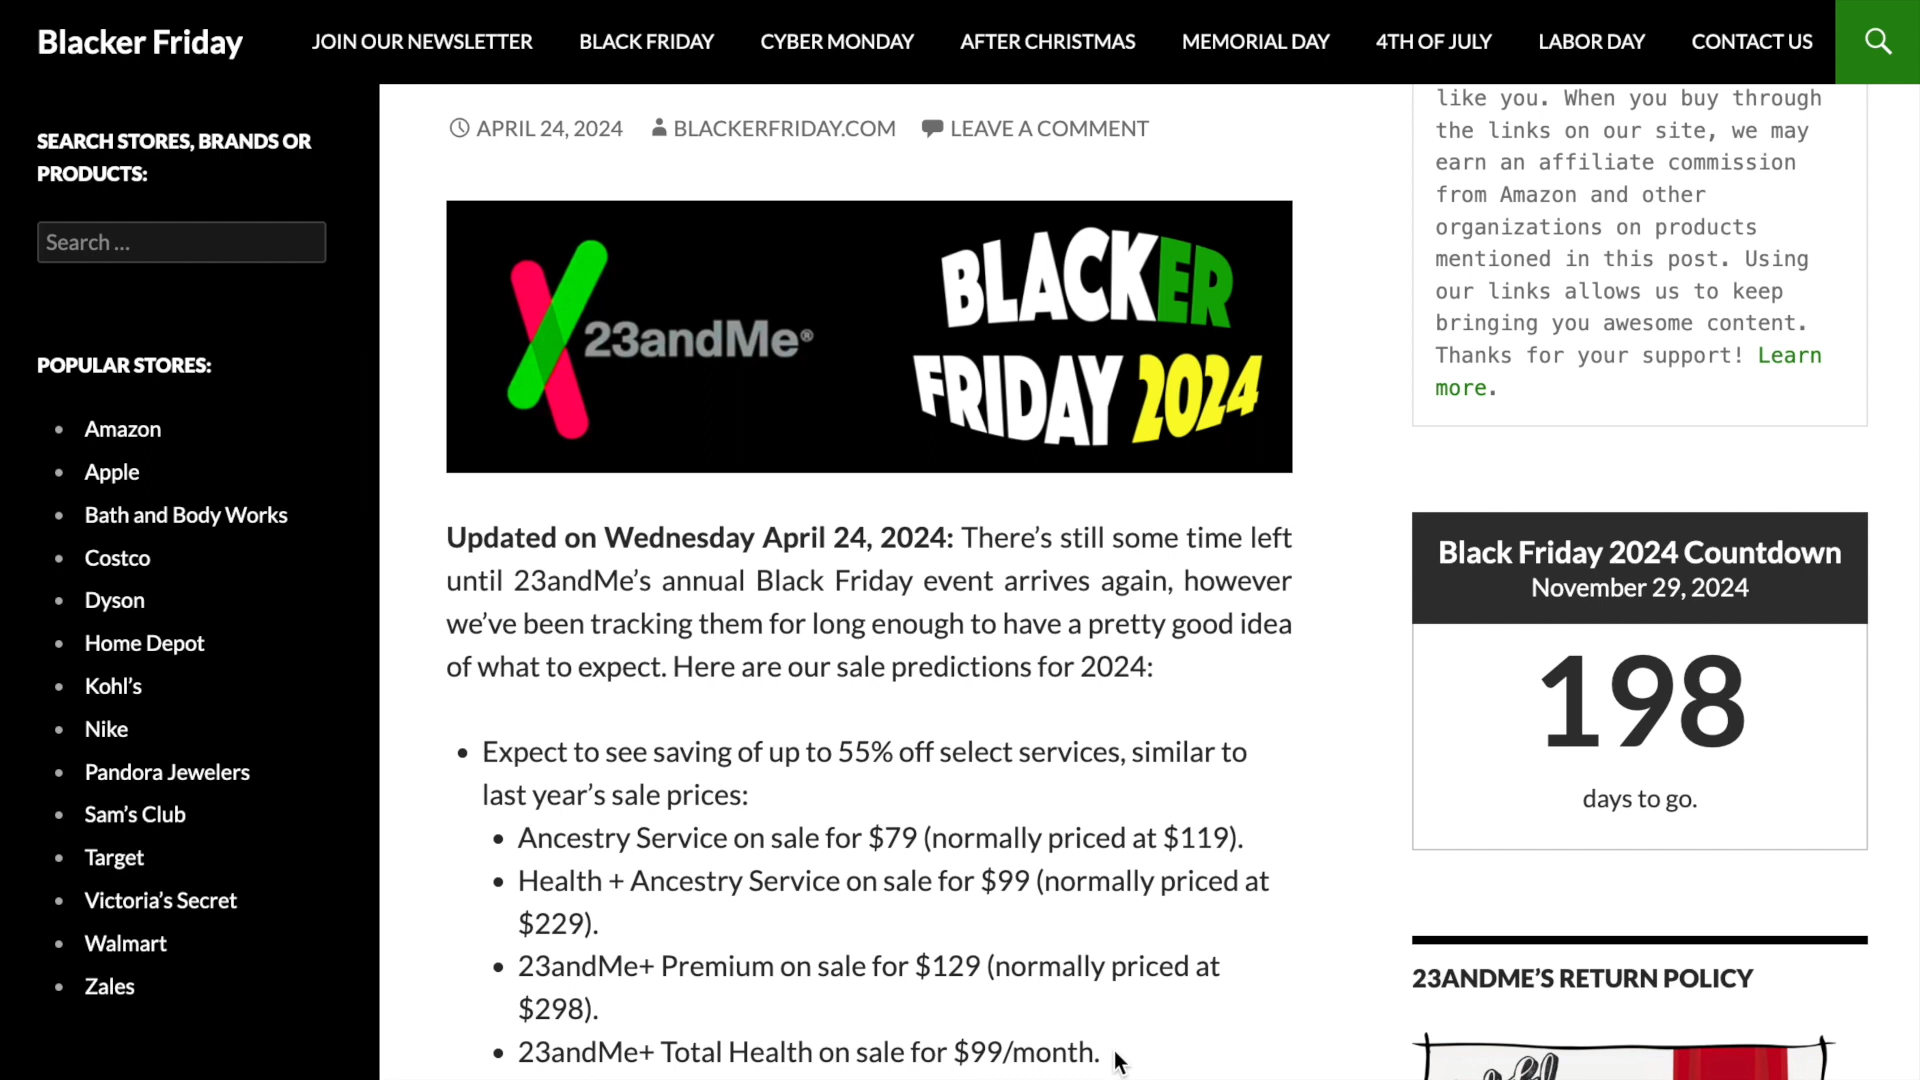 Blacker Friday
JOIN OUR NEWSLETTER
BLACK FRIDAY
CYBER MONDAY
AFTER CHRISTMAS
MEMORIAL DAY
4TH OF JULY
LABOR DAY
CONTACT US
SEARCH STORES, BRANDS OR
PRODUCTS:
Search ...
POPULAR STORES:
Amazon
Apple
Bath and Body Works
Costco
Dyson
Home Depot
Kohl's
Nike
Pandora Jewelers
Sam's Club
Target
Victoria's Secret
Walmart
Zales
APRIL 24, 2024
BLACKERFRIDAY.COM
LEAVE A COMMENT
23andMe®
BLACKER
FRIDAY 2024
Updated on Wednesday April 24, 2024: There's still some time left
until 23andMe's annual Black Friday event arrives again, however
we've been tracking them for long enough to have a pretty good idea
of what to expect. Here are our sale predictions for 2024:
Expect to see saving of up to 55% off select services, similar to
last year's sale prices:
Ancestry Service on sale for $79 (normally priced at $119).
Health + Ancestry Service on sale for $99 (normally priced at
$229).
23andMe+ Premium on sale for $129 (normally priced at
$298).
23andMe+ Total Health on sale for $99/month.
like you. When you buy through
the links on our site, we may
earn an affiliate commission
from Amazon and other
organizations on products
mentioned in this post. Using
our links allows us to keep
bringing you awesome content.
Thanks for your support! Learn
more.
Black Friday 2024 Countdown
November 29, 2024
198
days to go.
23ANDME'S RETURN POLICY